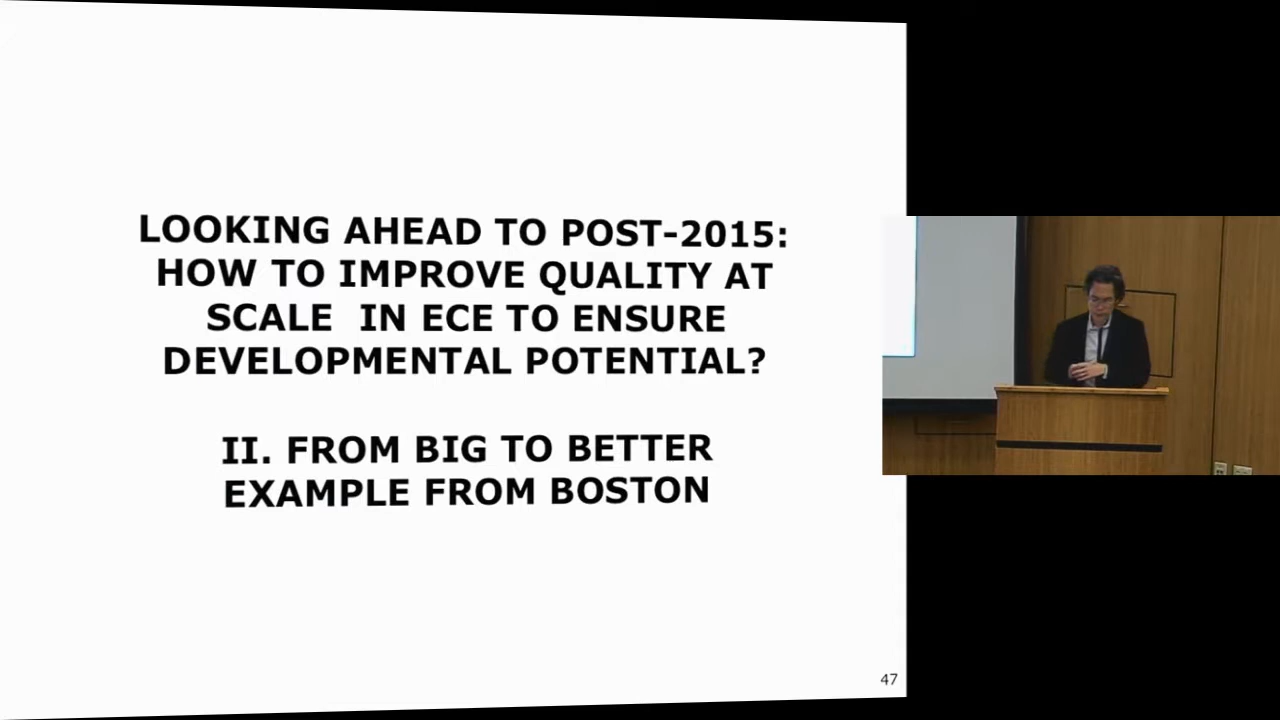 LOOKING AHEAD TO POST-2015:
HOW TO IMPROVE QUALITY AT
SCALE  IN ECE TO ENSURE
DEVELOPMENTAL POTENTIAL?
II. FROM BIG TO BETTER
EXAMPLE FROM BOSTON
47